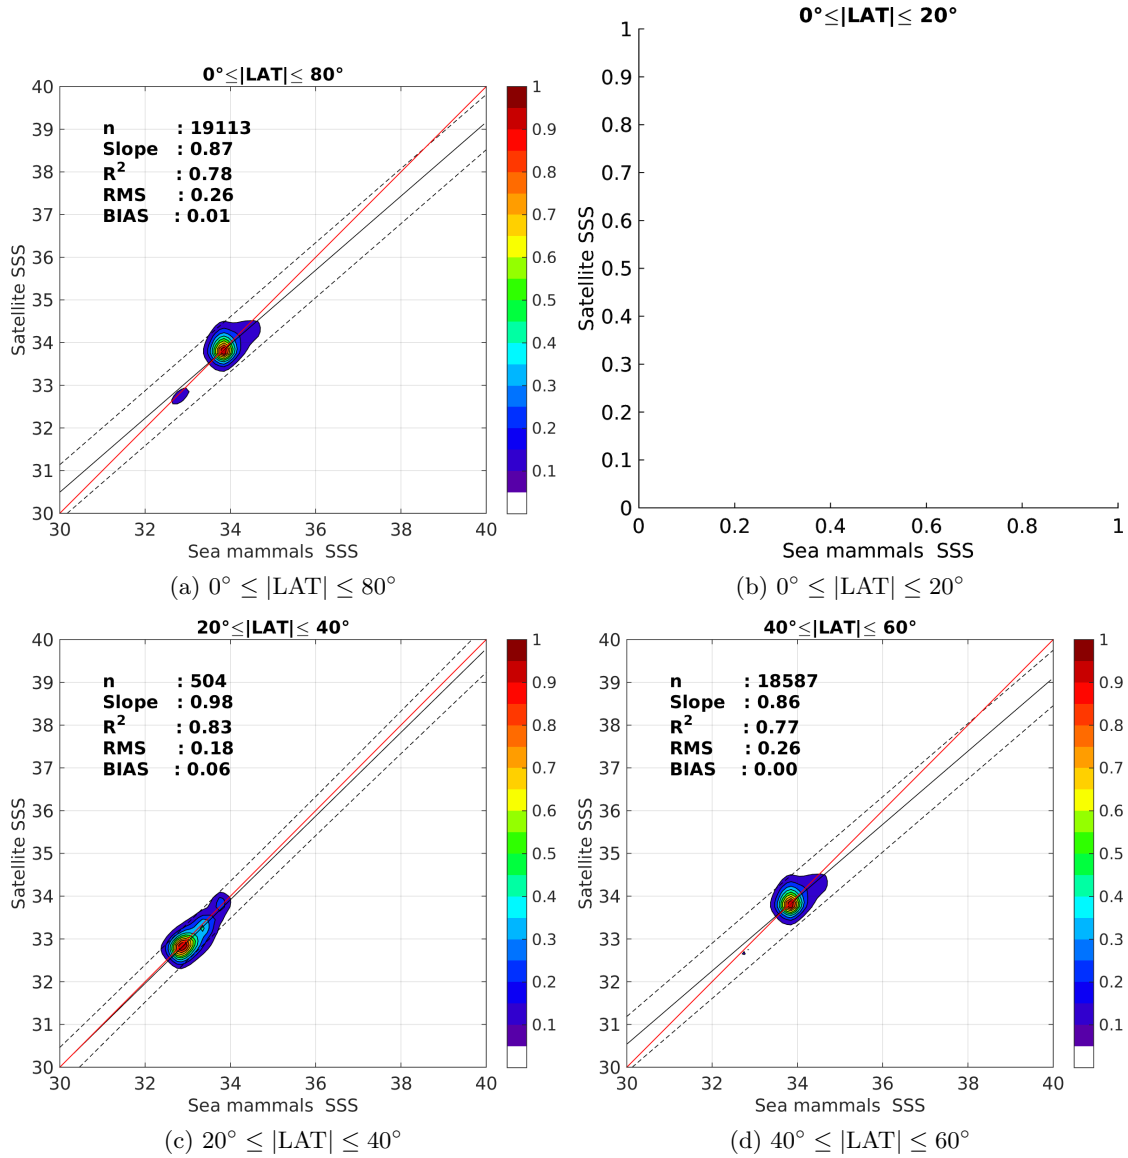 0°≤|LAT|≤ 80°
40
39
38
37
36
35
34
33
32
31
30
Satellite SSS
n : 19113
Slope : 0.87
R² : 0.78
RMS : 0.26
BIAS : 0.01
30 32 34 36 38 40
Sea mammals SSS
1
0.9
0.8
0.7
0.6
0.5
0.4
0.3
0.2
0.1
(a) 0° ≤ |LAT| ≤ 80°
0°≤|LAT|≤ 20°
1
0.9
0.8
0.7
0.6
0.5
0.4
0.3
0.2
0.1
0
Satellite SSS
0 0.2 0.4 0.6 0.8 1
Sea mammals SSS
(b) 0° ≤ |LAT| ≤ 20°
20°≤|LAT|≤ 40°
40
39
38
37
36
35
34
33
32
31
30
Satellite SSS
n : 504
Slope : 0.98
R² : 0.83
RMS : 0.18
BIAS : 0.06
30 32 34 36 38 40
Sea mammals SSS
1
0.9
0.8
0.7
0.6
0.5
0.4
0.3
0.2
0.1
(c) 20° ≤ |LAT| ≤ 40°
40°≤|LAT|≤ 60°
40
39
38
37
36
35
34
33
32
31
30
Satellite SSS
n : 18587
Slope : 0.86
R² : 0.77
RMS : 0.26
BIAS : 0.00
30 32 34 36 38 40
Sea mammals SSS
1
0.9
0.8
0.7
0.6
0.5
0.4
0.3
0.2
0.1
(d) 40° ≤ |LAT| ≤ 60°